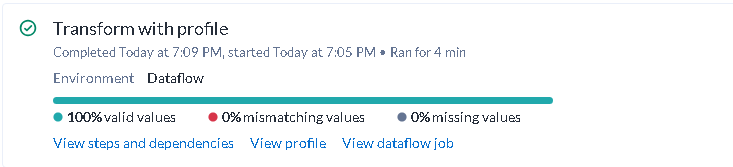 Transform with profile
Completed Today at 7:09 PM, started Today at 7:05 PM • Ran for 4 min
Environment Dataflow
100% valid values 0% mismatching values 0% missing values
View steps and dependencies View profile View dataflow job